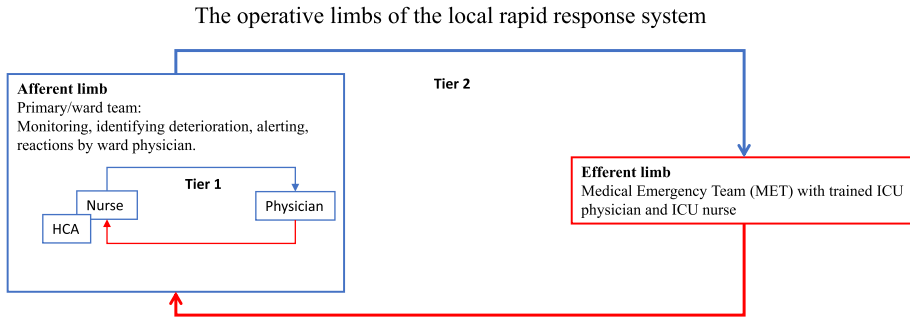 The operative limbs of the local rapid response system
Afferent limb
Primary/ward team:
Monitoring, identifying deterioration, alerting,
reactions by ward physician.
Tier 1
Nurse
Physician
HCA
Tier 2
Efferent limb
Medical Emergency Team (MET) with trained ICU
physician and ICU nurse